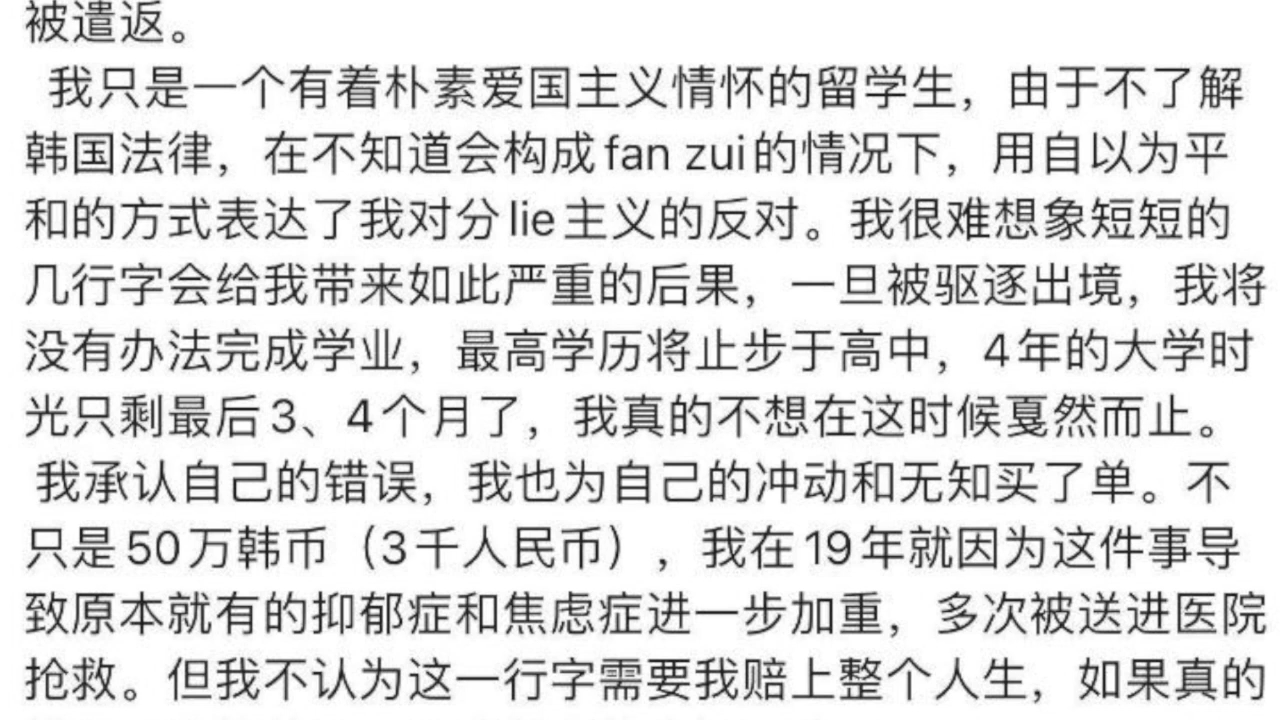 被遣返。
我只是一个有着朴素爱国主义情怀的留学生，由于不了解
韩国法律，在不知道会构成fan zui的情况下，用自以为平
和的方式表达了我对分lie主义的反对。我很难想象短短的
几行字会给我带来如此严重的后果，一旦被驱逐出境，我将
没有办法完成学业，最高学历将止步于高中，4年的大学时
光只剩最后3、4个月了，我真的不想在这时候戛然而止。
我承认自己的错误，我也为自己的冲动和无知买了单。不
只是50万韩币（3千人民币），我在19年就因为这件事导
致原本就有的抑郁症和焦虑症进一步加重，多次被送进医院
抢救。但我不认为这一行字需要我赔上整个人生，如果真的